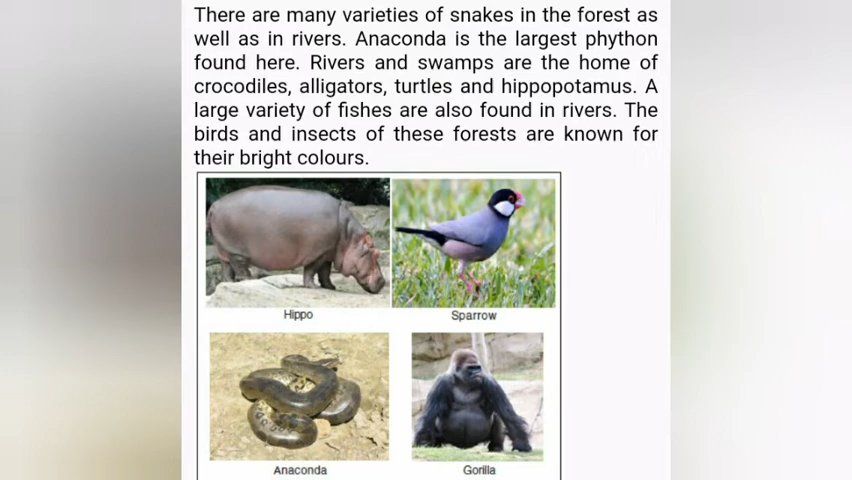 There are many varieties of snakes in the forest as
well as in rivers. Anaconda is the largest phython
found here. Rivers and swamps are the home of
crocodiles, alligators, turtles and hippopotamus. A
large variety of fishes are also found in rivers. The
birds and insects of these forests are known for
their bright colours.
Hippo
Sparrow
Anaconda
Gorilla